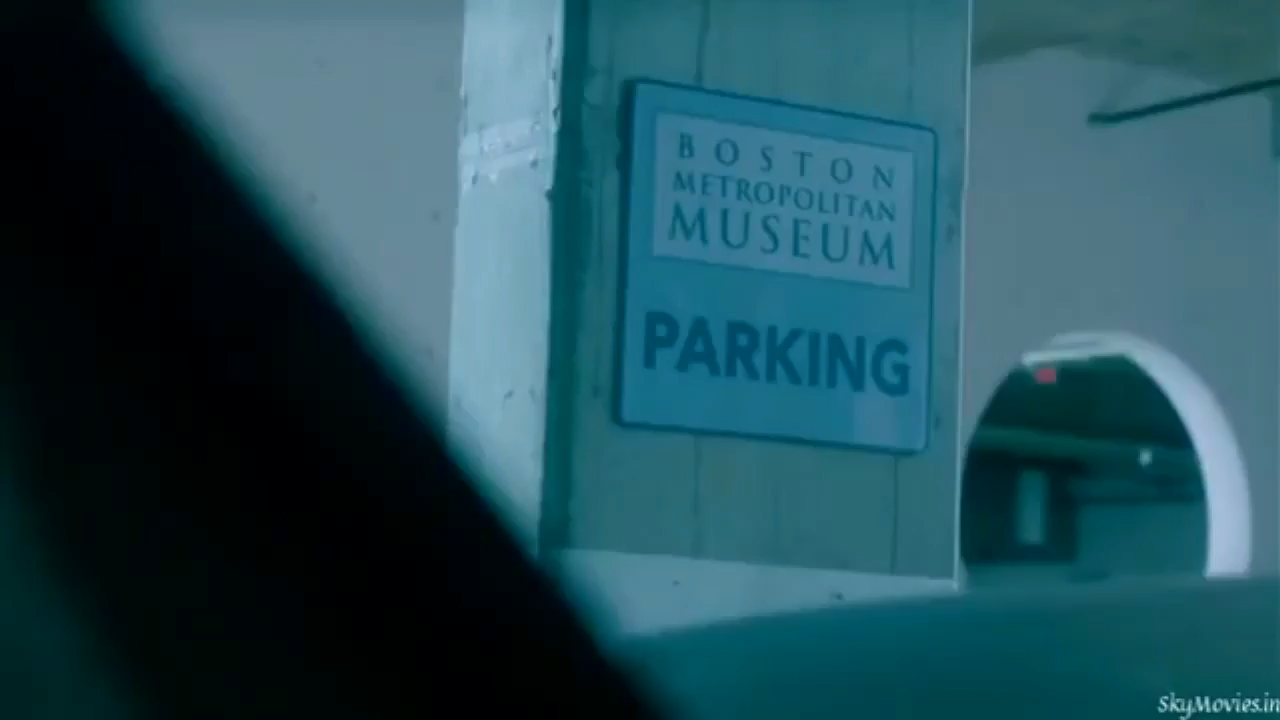 BOSTON
METROPOLITAN
MUSEUM
PARKING
SkyMovies.in